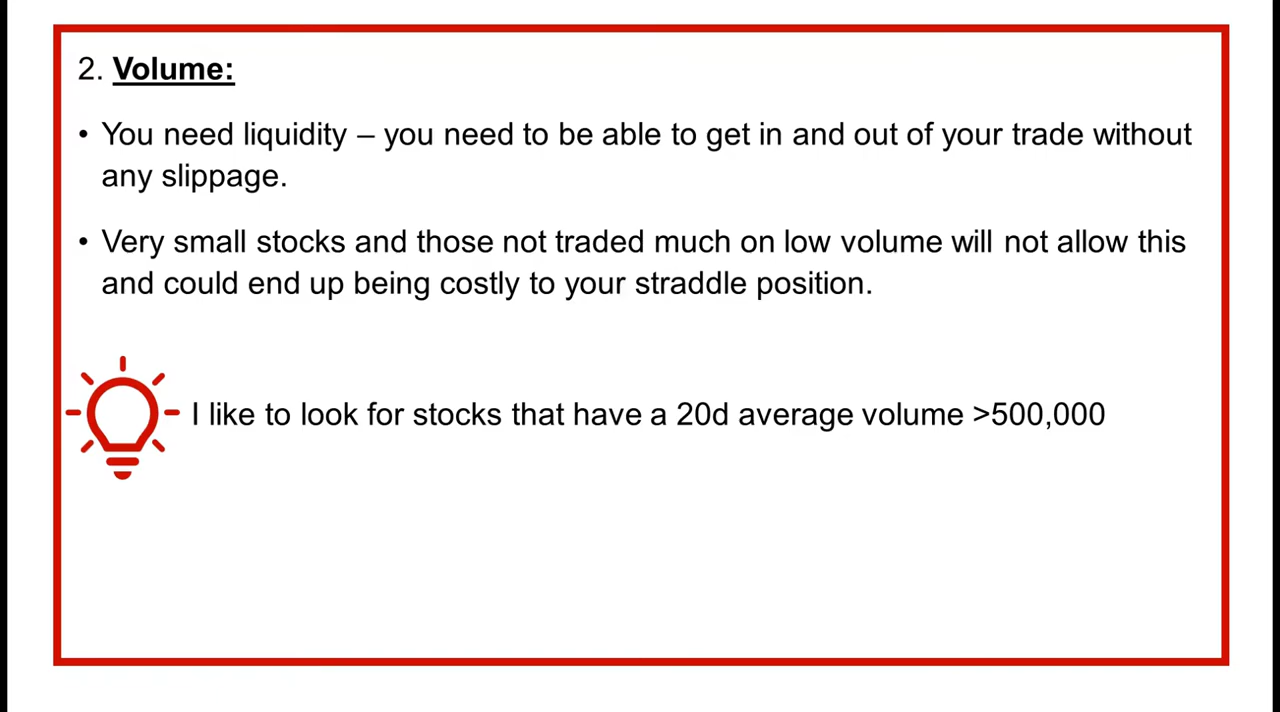 2. Volume:
• You need liquidity – you need to be able to get in and out of your trade without
any slippage.
• Very small stocks and those not traded much on low volume will not allow this
and could end up being costly to your straddle position.
I like to look for stocks that have a 20d average volume >500,000